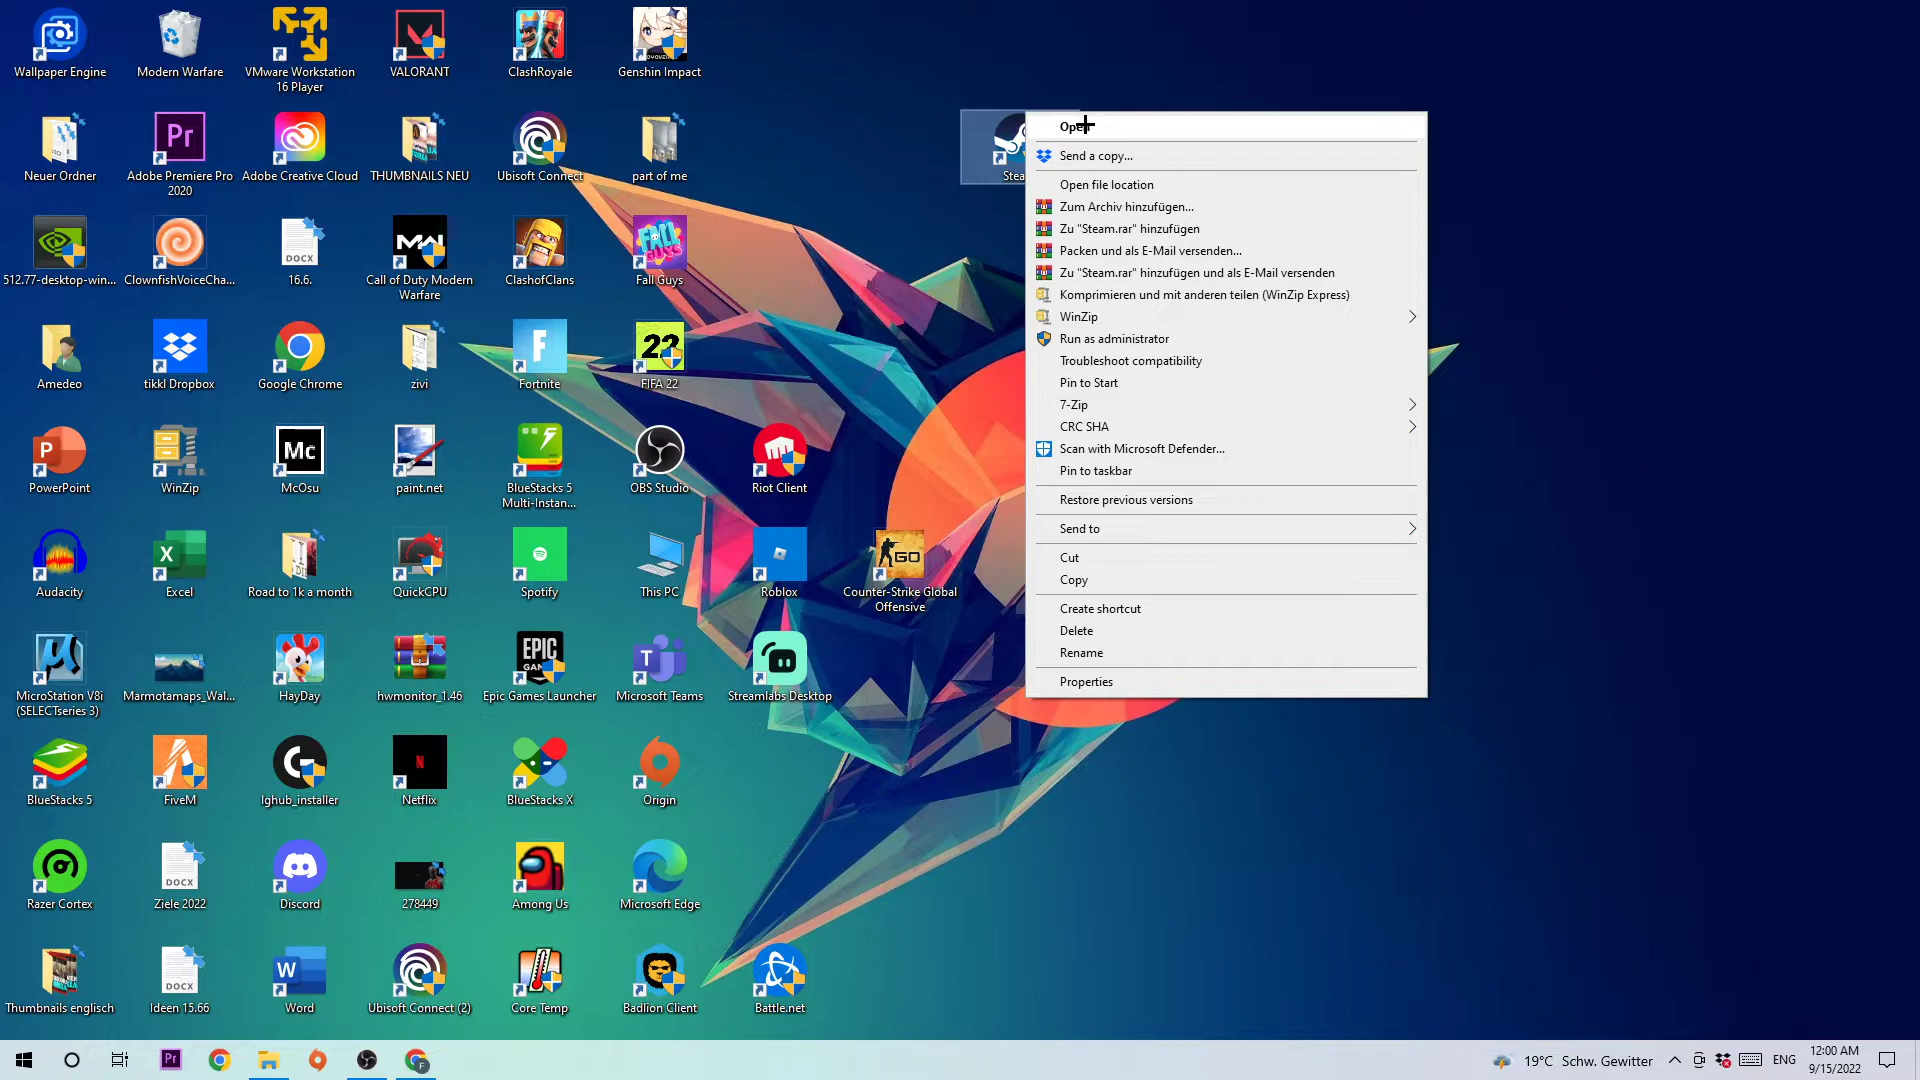 Wallpaper Engine
Modern Warfare
VMware Workstation
16 Player
VALORANT
ClashRoyale
Genshin Impact
Neuer Ordner
Adobe Premiere Pro
2020
Adobe Creative Cloud
THUMBNAILS NEU
Ubisoft Connect
part of me
512.77-desktop-win...
ClownfishVoiceCha...
16.6.
Call of Duty Modern
Warfare
ClashofClans
Fall Guys
Amedeo
tikkl Dropbox
Google Chrome
zivi
Fortnite
FIFA 22
PowerPoint
WinZip
McOsu
paint.net
BlueStacks 5
Multi-Instan...
OBS Studio
Riot Client
Audacity
Excel
Road to 1k a month
QuickCPU
Spotify
This PC
Roblox
Counter-Strike Global
Offensive
MicroStation V8i
(SELECTseries 3)
Marmotamaps_Wal...
HayDay
hwmonitor_1.46
Epic Games Launcher
Microsoft Teams
Streamlabs Desktop
BlueStacks 5
FiveM
lghub_installer
Netflix
BlueStacks X
Origin
Razer Cortex
Ziele 2022
Discord
278449
Among Us
Microsoft Edge
Thumbnails englisch
Ideen 15.66
Word
Ubisoft Connect (2)
Core Temp
Badlion Client
Battle.net
Open
Send a copy...
Open file location
Zum Archiv hinzufügen...
Zu "Steam.rar" hinzufügen
Packen und als E-Mail versenden...
Zu "Steam.rar" hinzufügen und als E-Mail versenden
Komprimieren und mit anderen teilen (WinZip Express)
WinZip
Run as administrator
Troubleshoot compatibility
Pin to Start
7-Zip
CRC SHA
Scan with Microsoft Defender...
Pin to taskbar
Restore previous versions
Send to
Cut
Copy
Create shortcut
Delete
Rename
Properties
19°C Schw. Gewitter
ENG
12:00 AM
9/15/2022